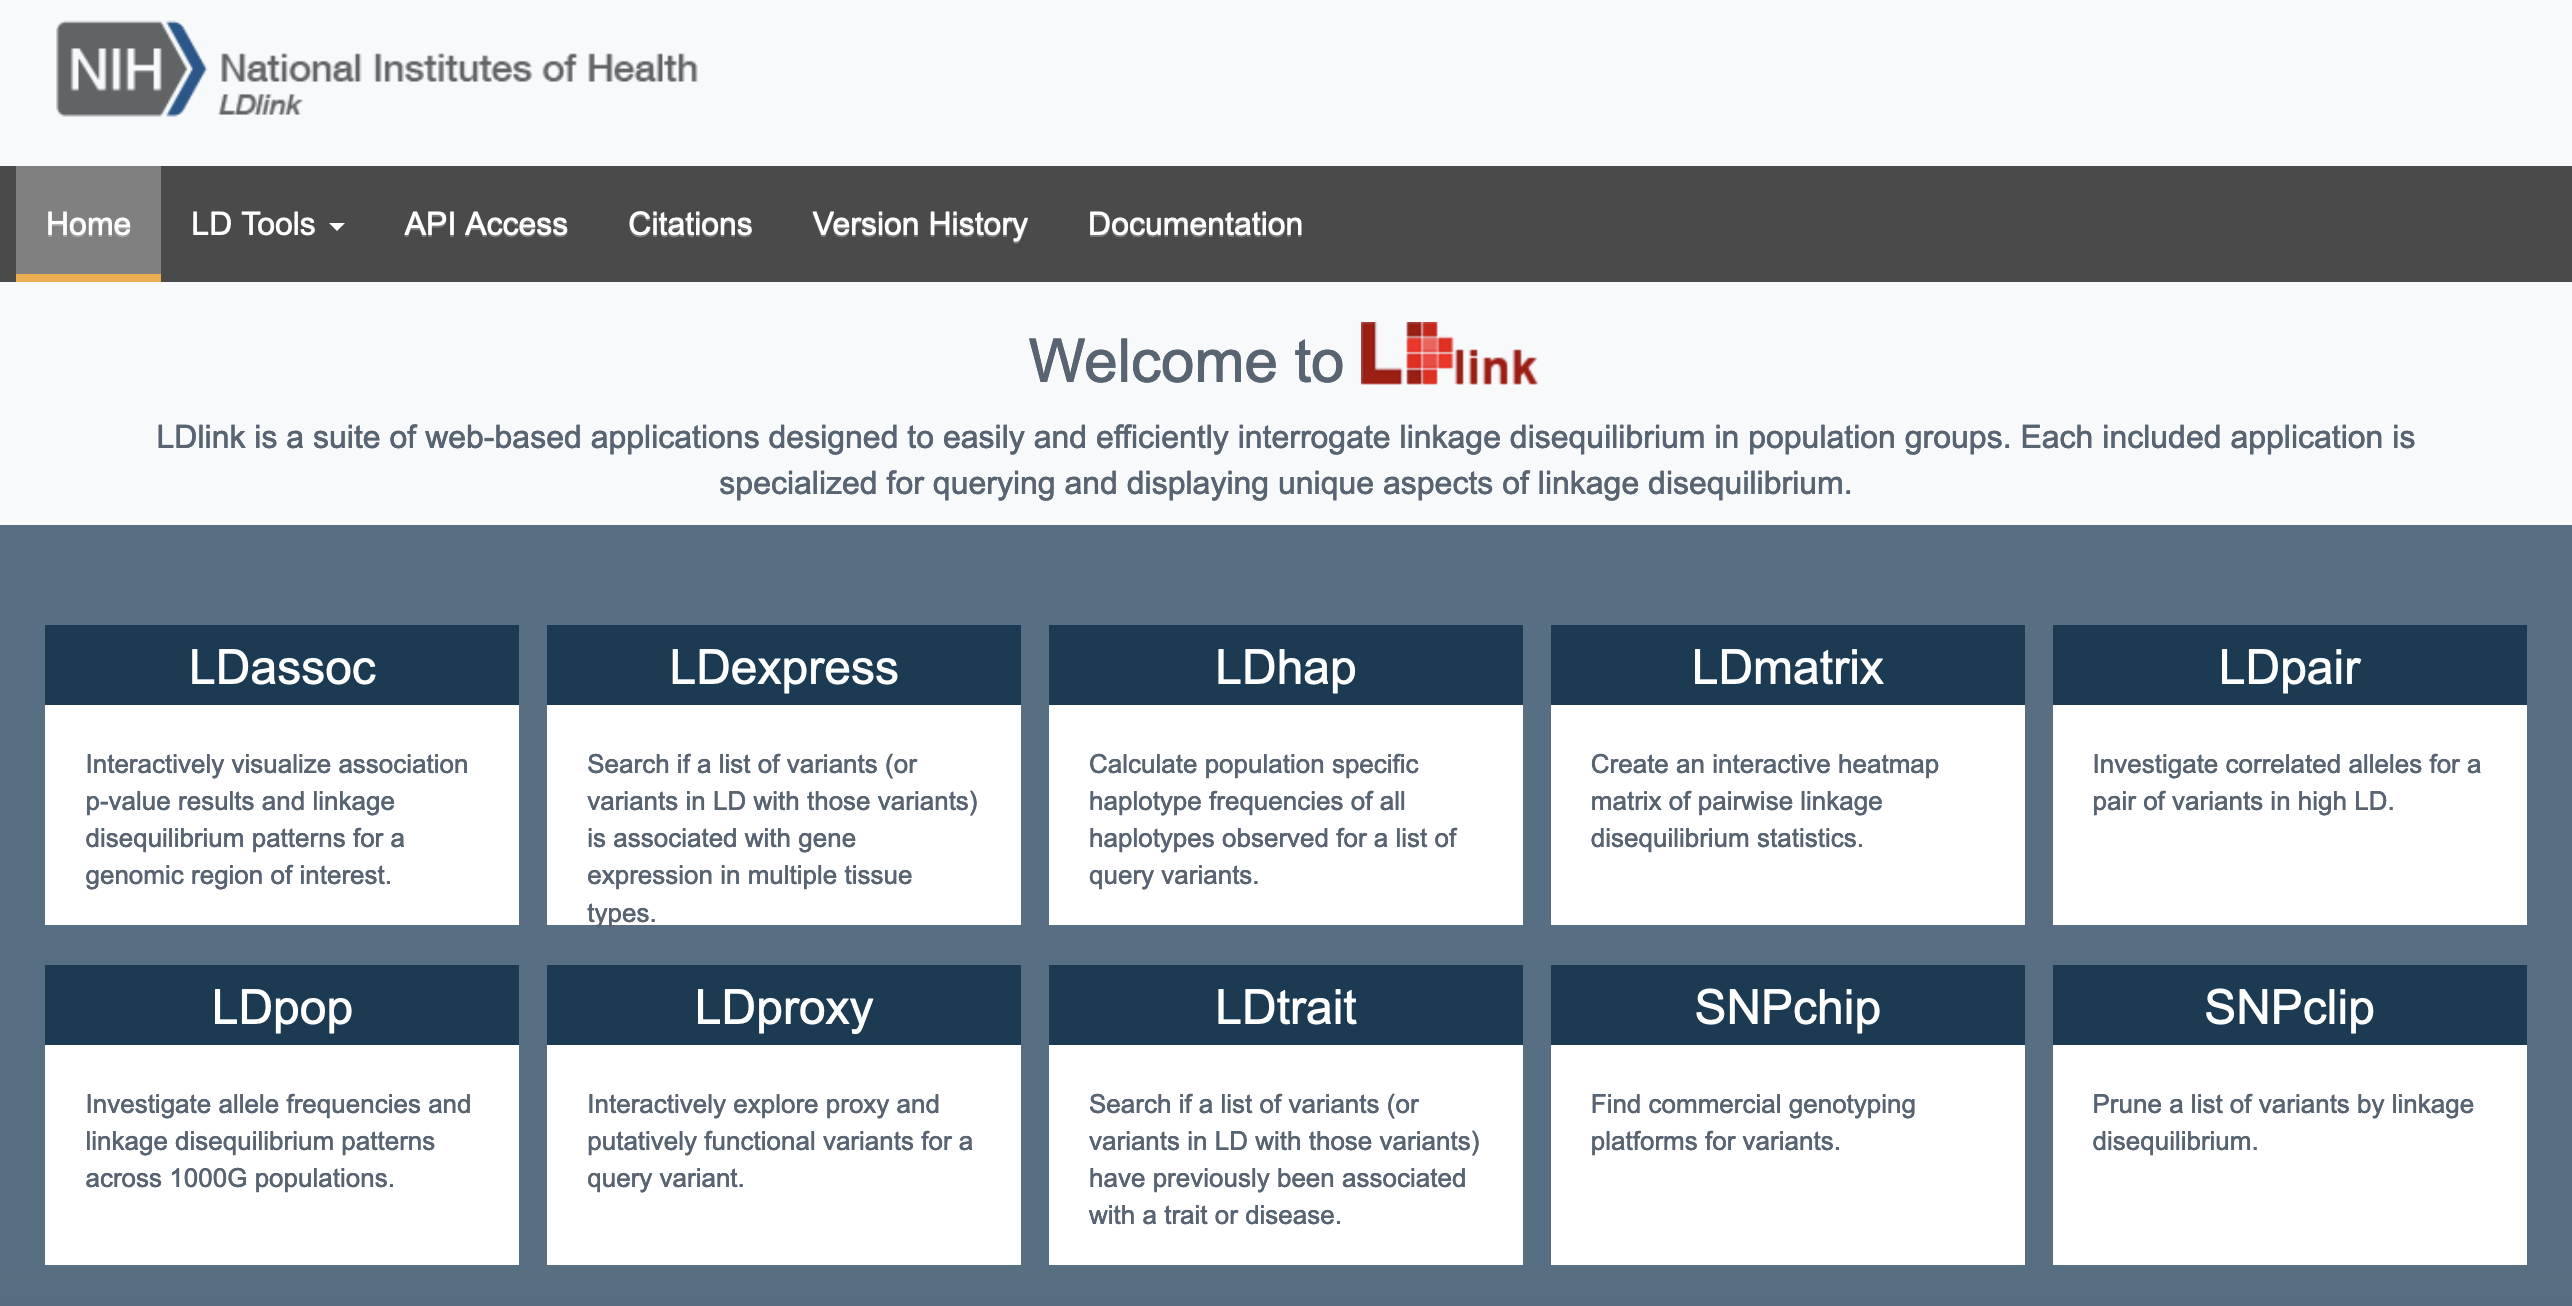 NIH
National Institutes of Health
LDlink
Home
LD Tools
API Access
Citations
Version History
Documentation
Welcome to LDlink
LDlink is a suite of web-based applications designed to easily and efficiently interrogate linkage disequilibrium in population groups. Each included application is
specialized for querying and displaying unique aspects of linkage disequilibrium.
LDassoc
Interactively visualize association
p-value results and linkage
disequilibrium patterns for a
genomic region of interest.
LDexpress
Search if a list of variants (or
variants in LD with those variants)
is associated with gene
expression in multiple tissue
types.
LDhap
Calculate population specific
haplotype frequencies of all
haplotypes observed for a list of
query variants.
LDmatrix
Create an interactive heatmap
matrix of pairwise linkage
disequilibrium statistics.
LDpair
Investigate correlated alleles for a
pair of variants in high LD.
LDpop
Investigate allele frequencies and
linkage disequilibrium patterns
across 1000G populations.
LDproxy
Interactively explore proxy and
putatively functional variants for a
query variant.
LDtrait
Search if a list of variants (or
variants in LD with those variants)
have previously been associated
with a trait or disease.
SNPchip
Find commercial genotyping
platforms for variants.
SNPclip
Prune a list of variants by linkage
disequilibrium.